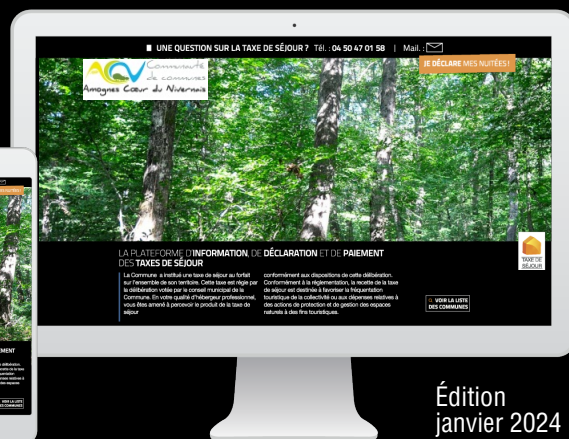 UNE QUESTION SUR LA TAXE DE SÉJOUR ? Tél. : 04 50 47 01 58 | Mail. :
JE DÉCLARE MES NUITÉES !
Communauté
de communes
Amognes Cœur du Nivernais
LA PLATEFORME D'INFORMATION, DE DÉCLARATION ET DE PAIEMENT
DES TAXES DE SÉJOUR
La Commune a institué une taxe de séjour au forfait
sur l'ensemble de son territoire. Cette taxe est régie par
la délibération votée par le conseil municipal de la
Commune. En votre qualité d'hébergeur professionnel,
vous êtes amené à percevoir le produit de la taxe de
séjour
conformément aux dispositions de cette délibération.
Conformément à la réglementation, la recette de la taxe
de séjour est destinée à favoriser la fréquentation
touristique de la collectivité ou aux dépenses relatives à
des actions de protection et de gestion des espaces
naturels à des fins touristiques.
VOIR LA LISTE
DES COMMUNES
TAXE DE
SÉJOUR
Édition
janvier 2024